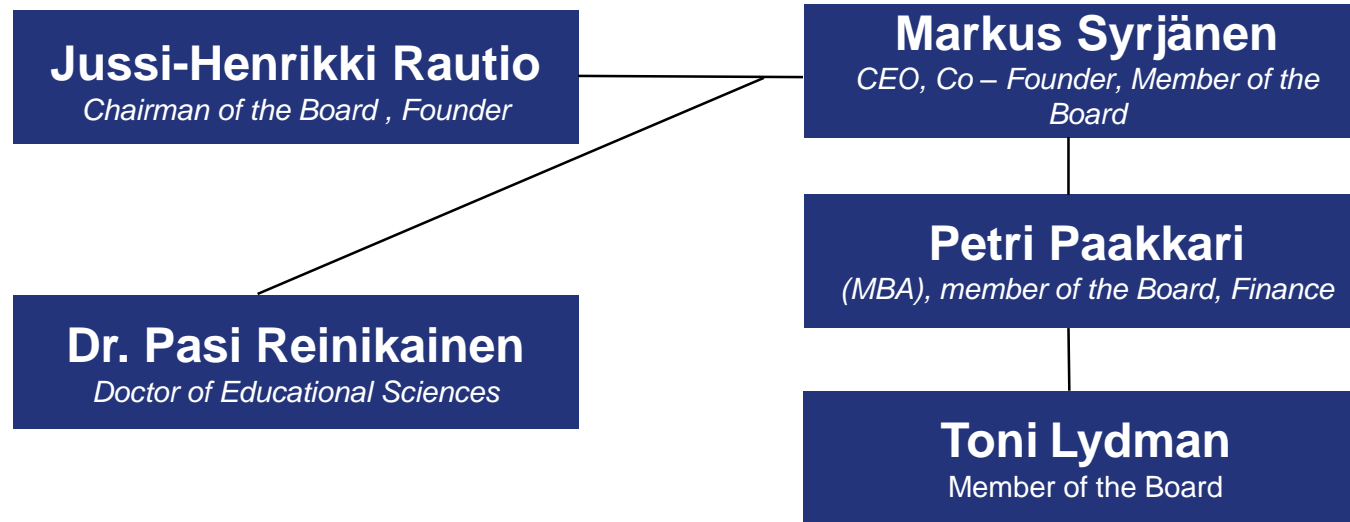 Jussi-Henrikki Rautio
Chairman of the Board , Founder
Markus Syrjänen
CEO, Co – Founder, Member of the
Board
Petri Paakkari
(MBA), member of the Board, Finance
Dr. Pasi Reinikainen
Doctor of Educational Sciences
Toni Lydman
Member of the Board